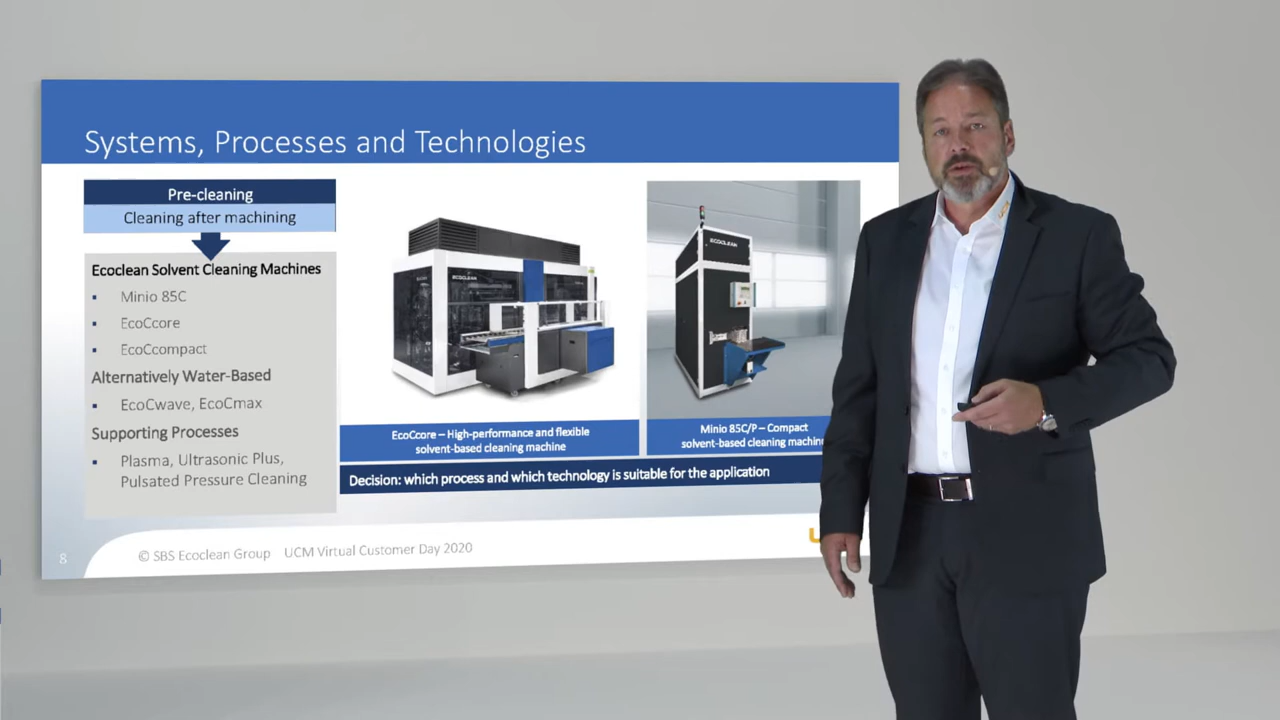 Systems, Processes and Technologies
Pre-cleaning
Cleaning after machining
Ecoclean Solvent Cleaning Machines
▪ Minio 85C
▪ EcoCcore
▪ EcoCcompact
Alternatively Water-Based
▪ EcoCwave, EcoCmax
Supporting Processes
▪ Plasma, Ultrasonic Plus,
Pulsated Pressure Cleaning
ECOCLEAN
ECOCLEAN
EcoCcore – High-performance and flexible
solvent-based cleaning machine
Minio 85C/P – Compact
solvent-based cleaning machin
Decision: which process and which technology is suitable for the application
8
© SBS Ecoclean Group UCM Virtual Customer Day 2020